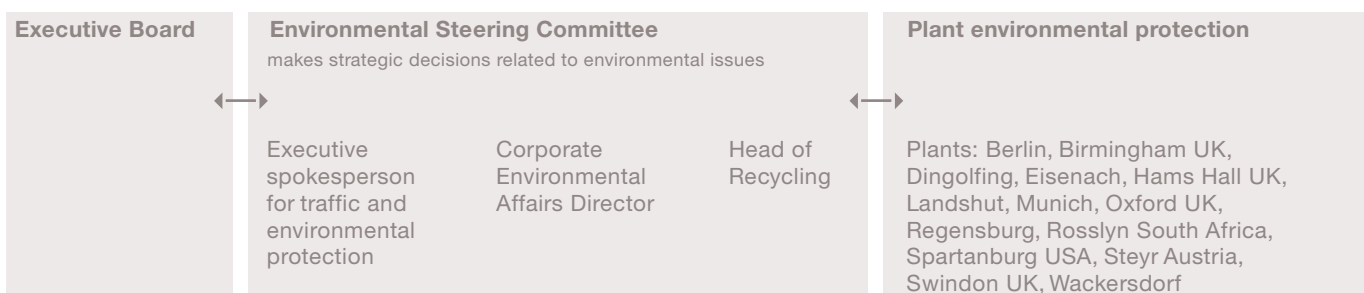 Executive Board
Environmental Steering Committee
makes strategic decisions related to environmental issues
Executive
spokesperson
for traffic and
environmental
protection
Corporate
Environmental
Affairs Director
Head of
Recycling
Plant environmental protection
Plants: Berlin, Birmingham UK,
Dingolfing, Eisenach, Hams Hall UK,
Landshut, Munich, Oxford UK,
Regensburg, Rosslyn South Africa,
Spartanburg USA, Steyr Austria,
Swindon UK, Wackersdorf